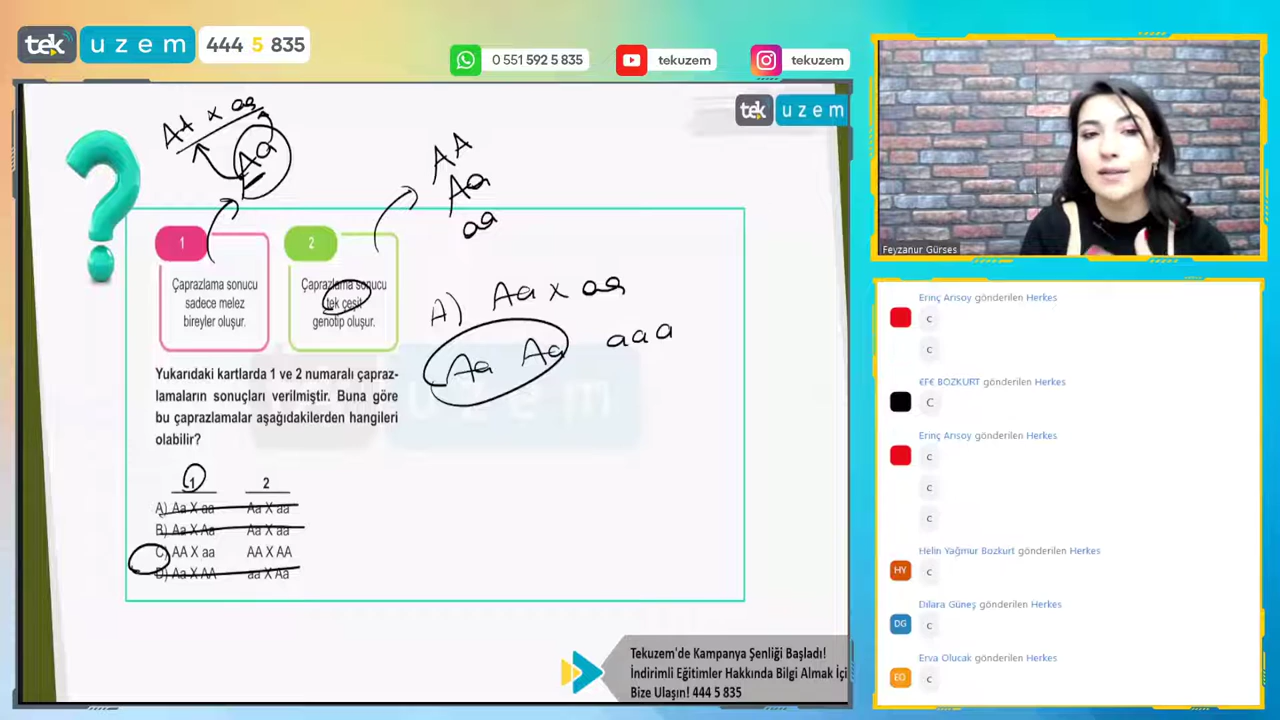 tek uzem 444 5 835
0 551 592 5 835 tekuzem tekuzem
tek uzem
AA x aa
Aa
AA
Aa
aa
1
Çaprazlama sonucu
sadece melez
bireyler oluşur.
2
Çaprazlama sonucu
tek çeşit
genotip oluşur.
A) Aa x aa
Aa Aa aa a
Yukarıdaki kartlarda 1 ve 2 numaralı çapraz-
lamaların sonuçları verilmiştir. Buna göre
bu çaprazlamalar aşağıdakilerden hangileri
olabilir?
1 2
A) Aa X aa Aa X aa
B) Aa X Aa Aa X aa
C) AA X aa AA X AA
D) Aa X AA aa X Aa
Tekuzem'de Kampanya Şenliği Başladı!
İndirimli Eğitimler Hakkında Bilgi Almak İçi
Bize Ulaşın! 444 5 835
Feyzanur Gürses
Erinç Arısoy gönderilen Herkes
c
c
€F€ BOZKURT gönderilen Herkes
C
Erinç Arısoy gönderilen Herkes
c
c
c
Helin Yağmur Bozkurt gönderilen Herkes
HY c
Dilara Güneş gönderilen Herkes
DG c
Erva Olucak gönderilen Herkes
EO c